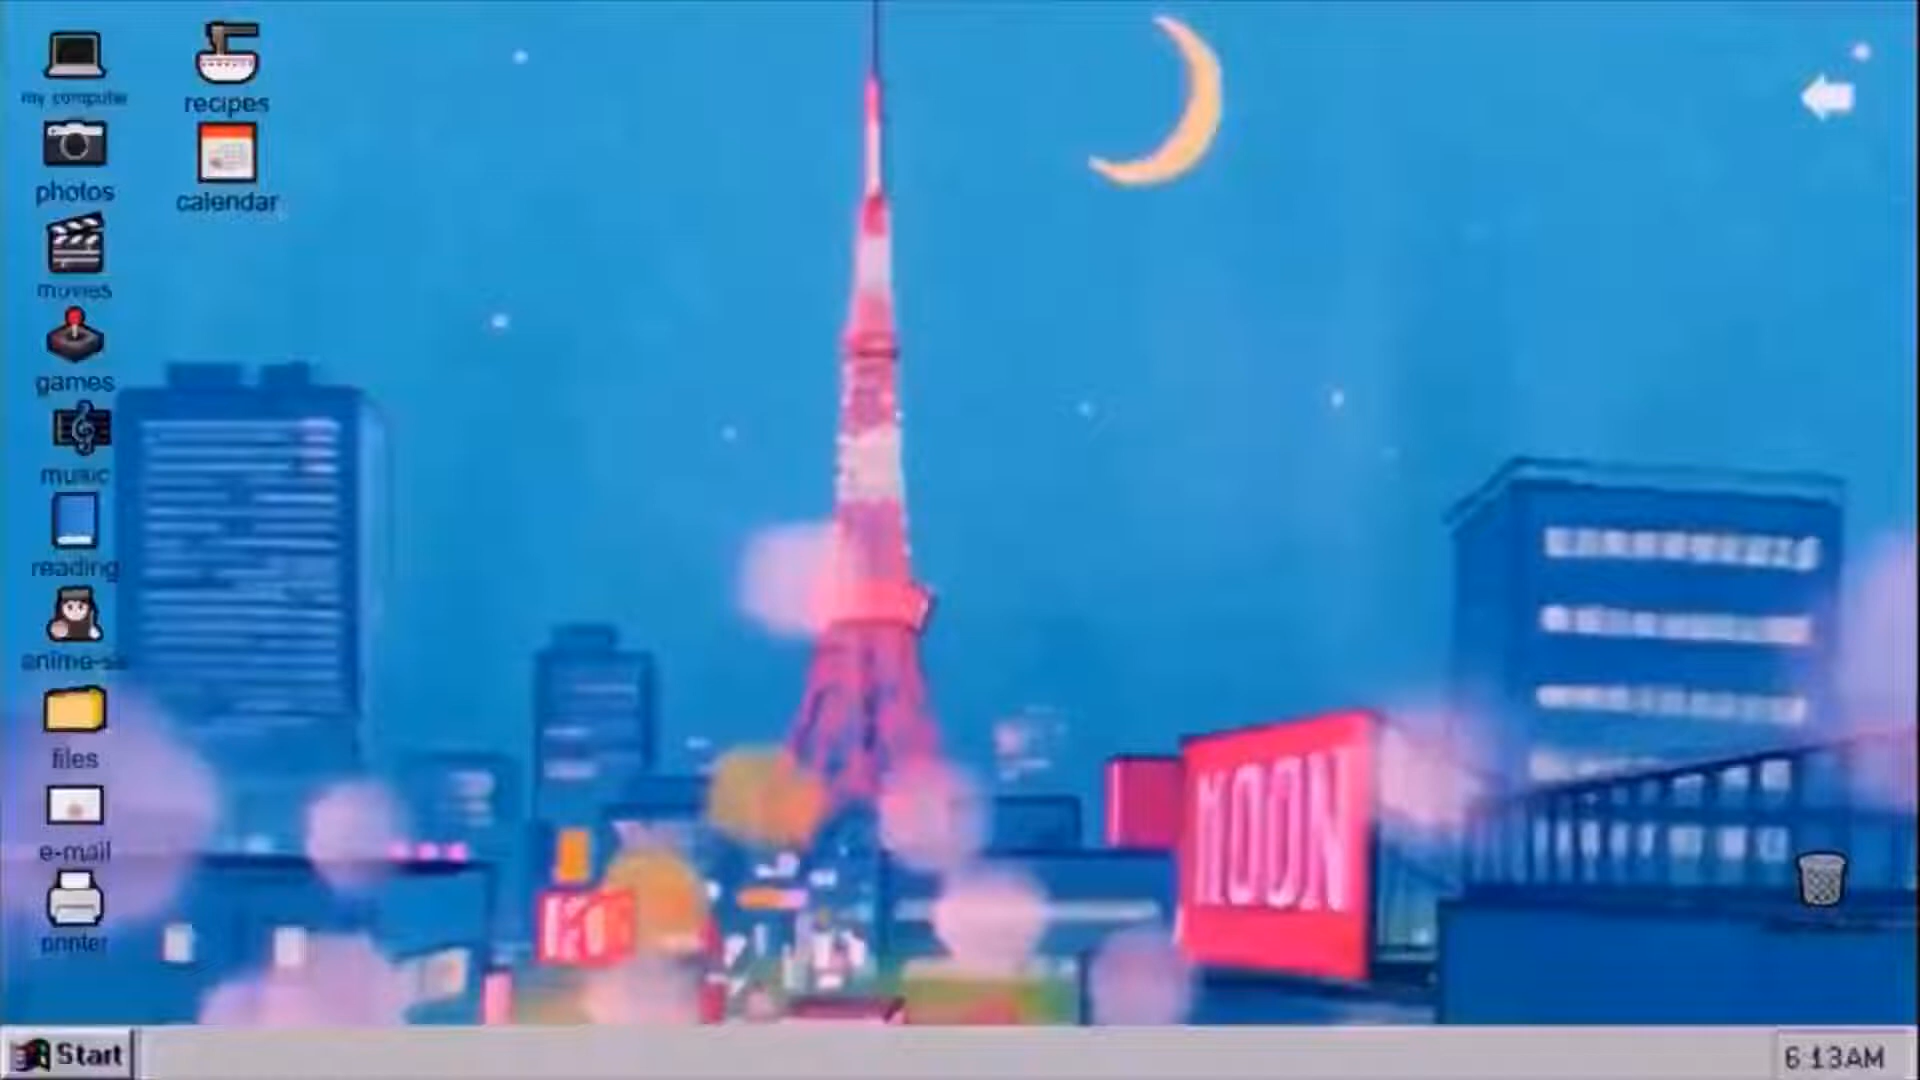 my computer
recipes
photos
calendar
movies
games
music
reading
files
e-mail
printer
MOON
Start
6:13AM